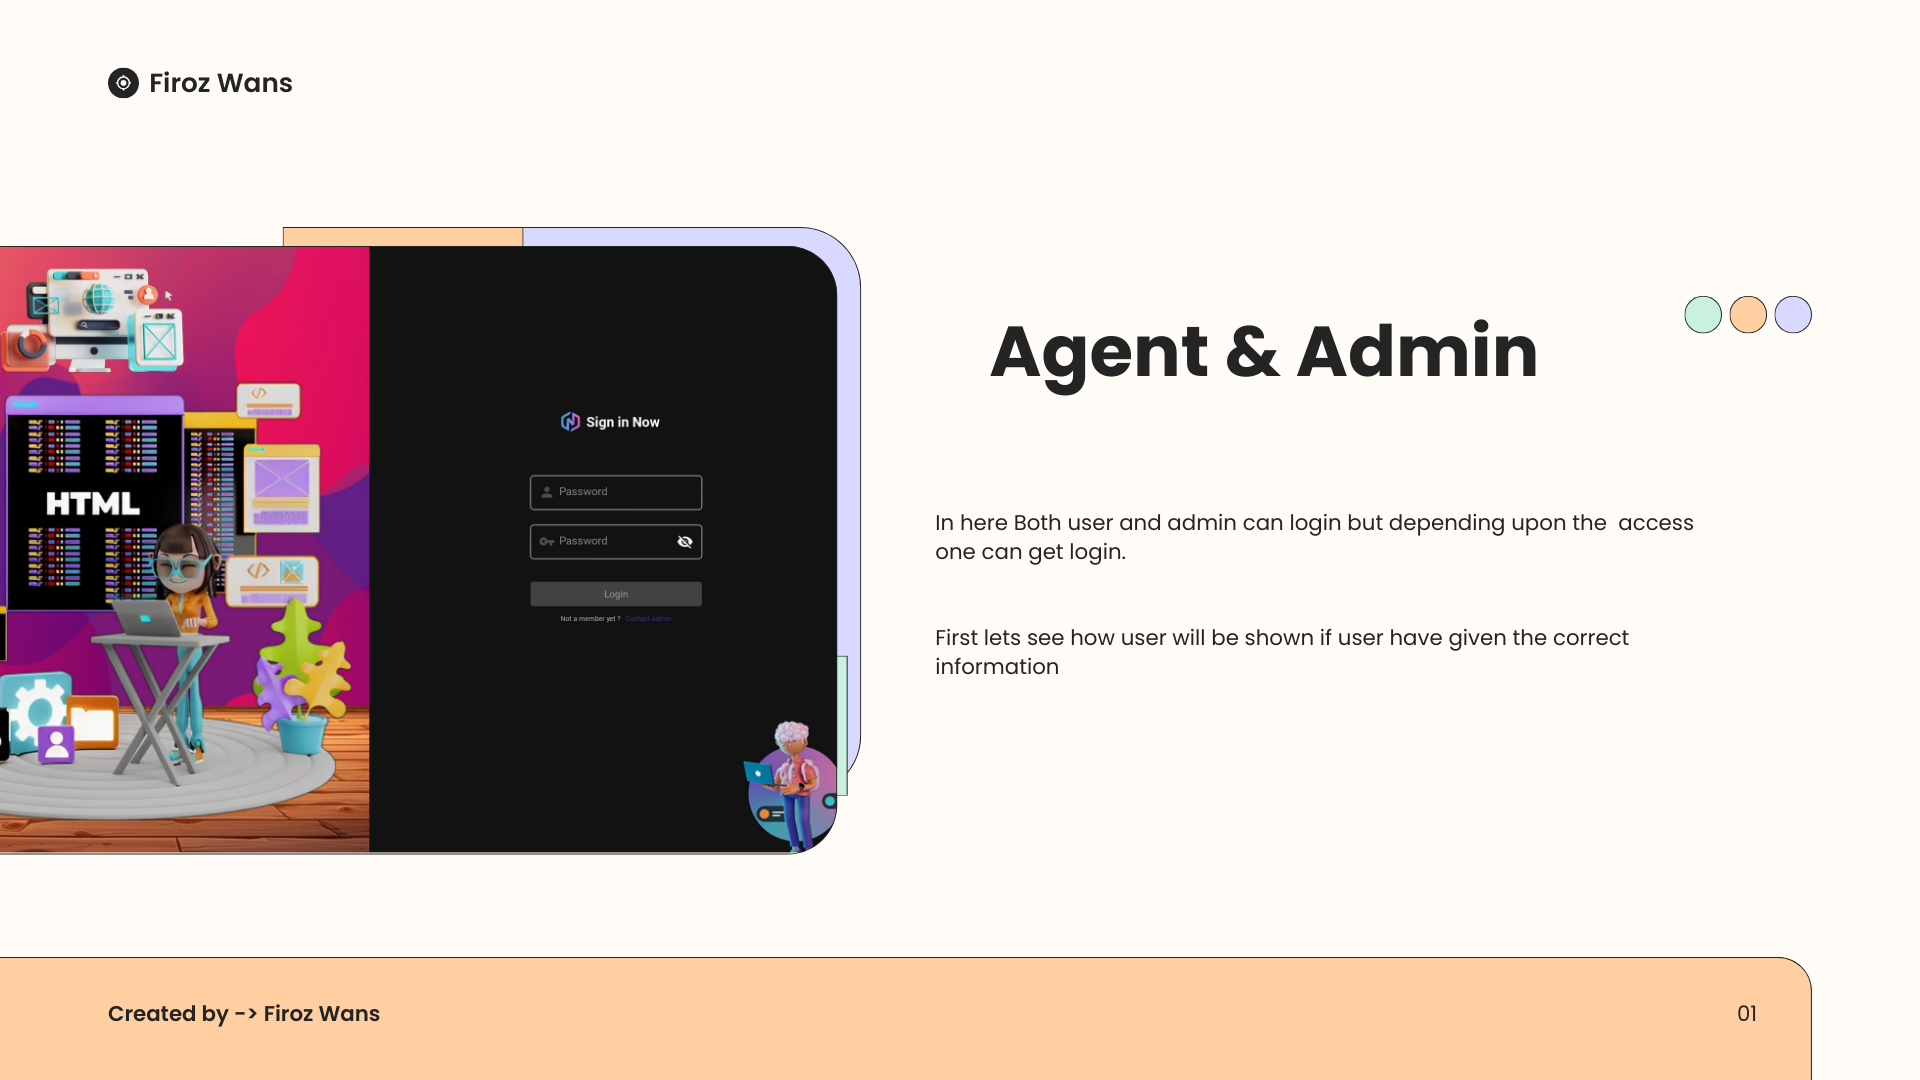 Firoz Wans
Agent & Admin
HTML
Sign in Now
Password
Password
Login
Not a member yet ? Contact Admin
In here Both user and admin can login but depending upon the  access
one can get login.
First lets see how user will be shown if user have given the correct
information
Created by -> Firoz Wans
01